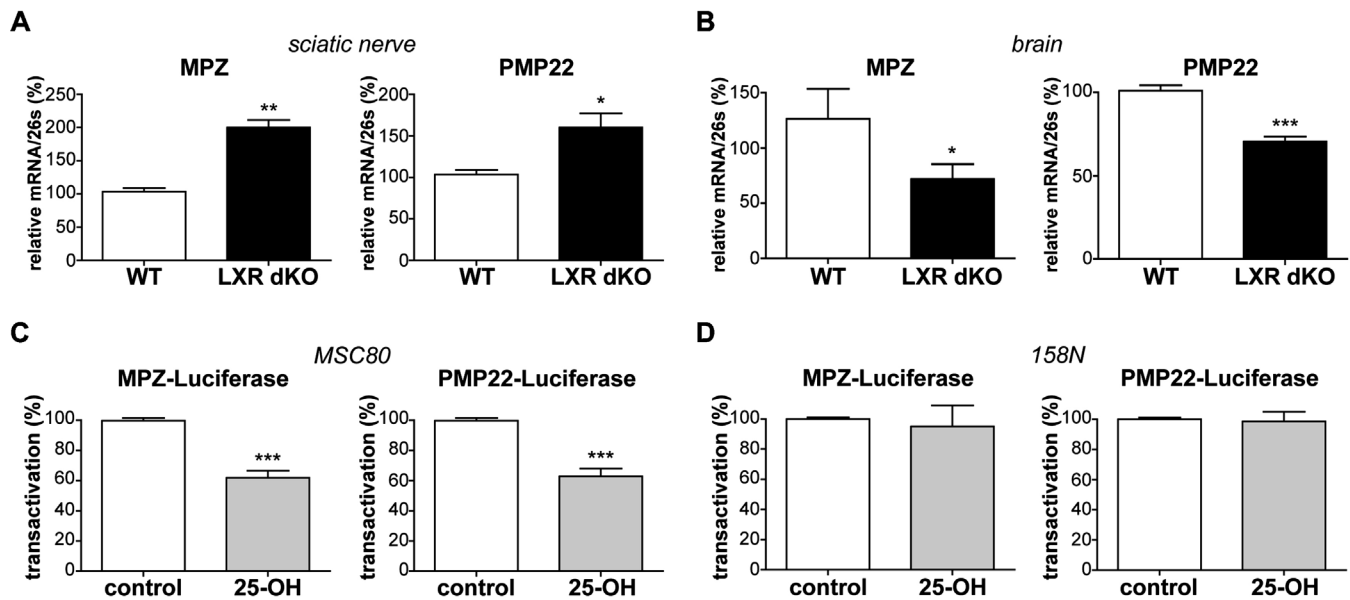 A
sciatic nerve
MPZ
relative mRNA/26s (%)
250
200
150
100
50
0
**
WT
LXR dKO
PMP22
relative mRNA/26s (%)
200
150
100
50
0
*
WT
LXR dKO
B
brain
MPZ
relative mRNA/26s (%)
150
100
50
0
*
WT
LXR dKO
PMP22
relative mRNA/26s (%)
100
50
0
***
WT
LXR dKO
C
MSC80
MPZ-Luciferase
transactivation (%)
100
80
60
40
20
0
***
control
25-OH
PMP22-Luciferase
transactivation (%)
100
80
60
40
20
0
***
control
25-OH
D
158N
MPZ-Luciferase
transactivation (%)
100
80
60
40
20
0
control
25-OH
PMP22-Luciferase
transactivation (%)
100
80
60
40
20
0
control
25-OH